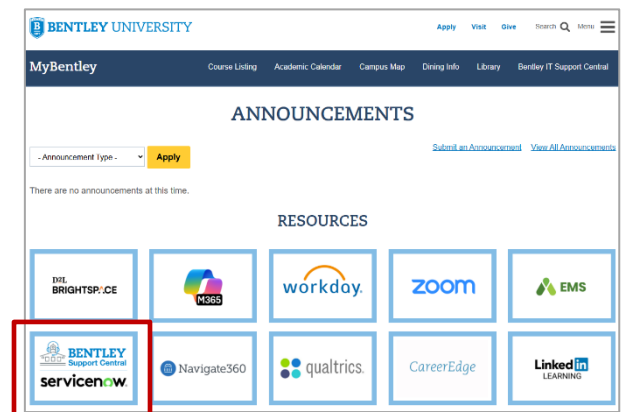 BENTLEY UNIVERSITY
Apply Visit Give Search Menu
MyBentley Course Listing Academic Calendar Campus Map Dining Info Library Bentley IT Support Central
ANNOUNCEMENTS
- Announcement Type - Apply Submit an Announcement View All Announcements
There are no announcements at this time.
RESOURCES
D2L
BRIGHTSPACE
M365
workday.
zoom
EMS
BENTLEY
Support Central
servicenow.
Navigate360
qualtrics.
CareerEdge
Linked in
LEARNING